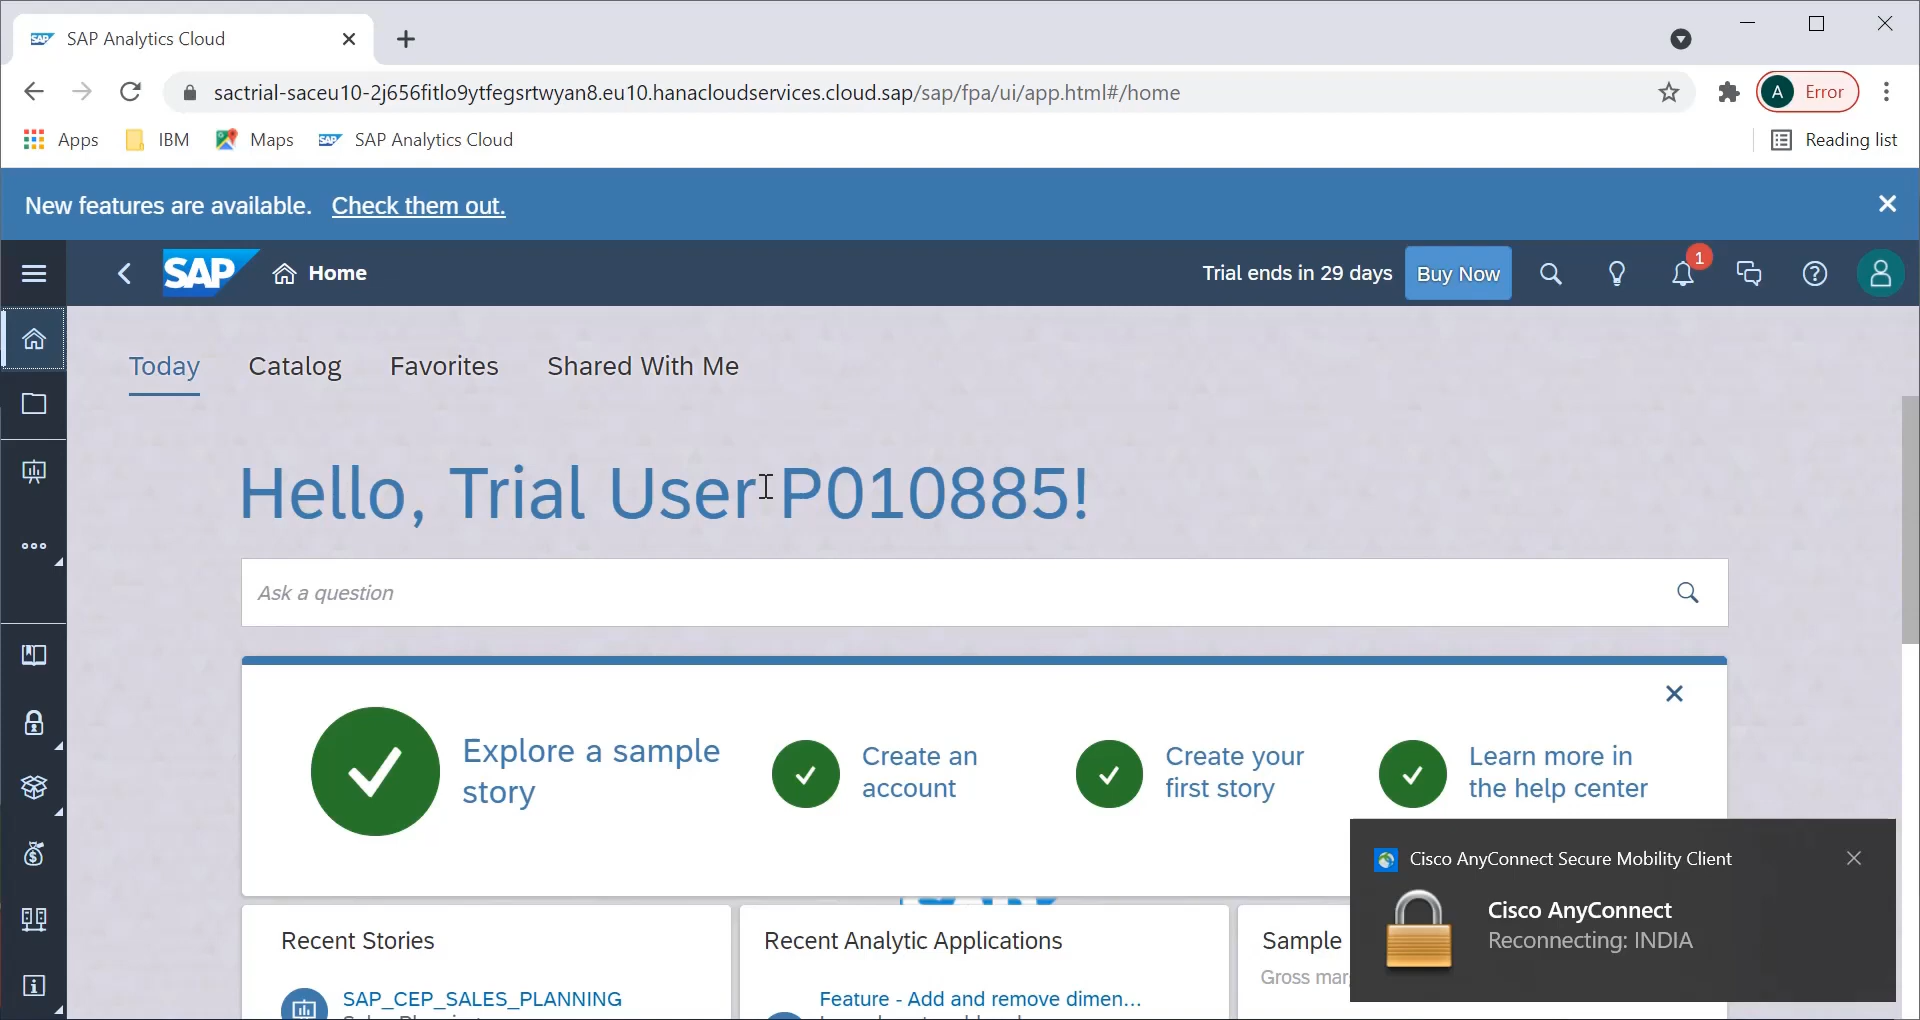 SAP Analytics Cloud
sactrial-saceu10-2j656fitlo9ytfegsrtwyan8.eu10.hanacloudservices.cloud.sap/sap/fpa/ui/app.html#/home
A Error
Apps IBM Maps SAP SAP Analytics Cloud Reading list
New features are available. Check them out.
SAP Home Trial ends in 29 days Buy Now 1
Today Catalog Favorites Shared With Me
Hello, Trial User P010885!
Ask a question
Explore a sample
story
Create an
account
Create your
first story
Learn more in
the help center
Cisco AnyConnect Secure Mobility Client
Cisco AnyConnect
Reconnecting: INDIA
Recent Stories
SAP_CEP_SALES_PLANNING
Recent Analytic Applications
Feature - Add and remove dimen...
Sample
Gross mar